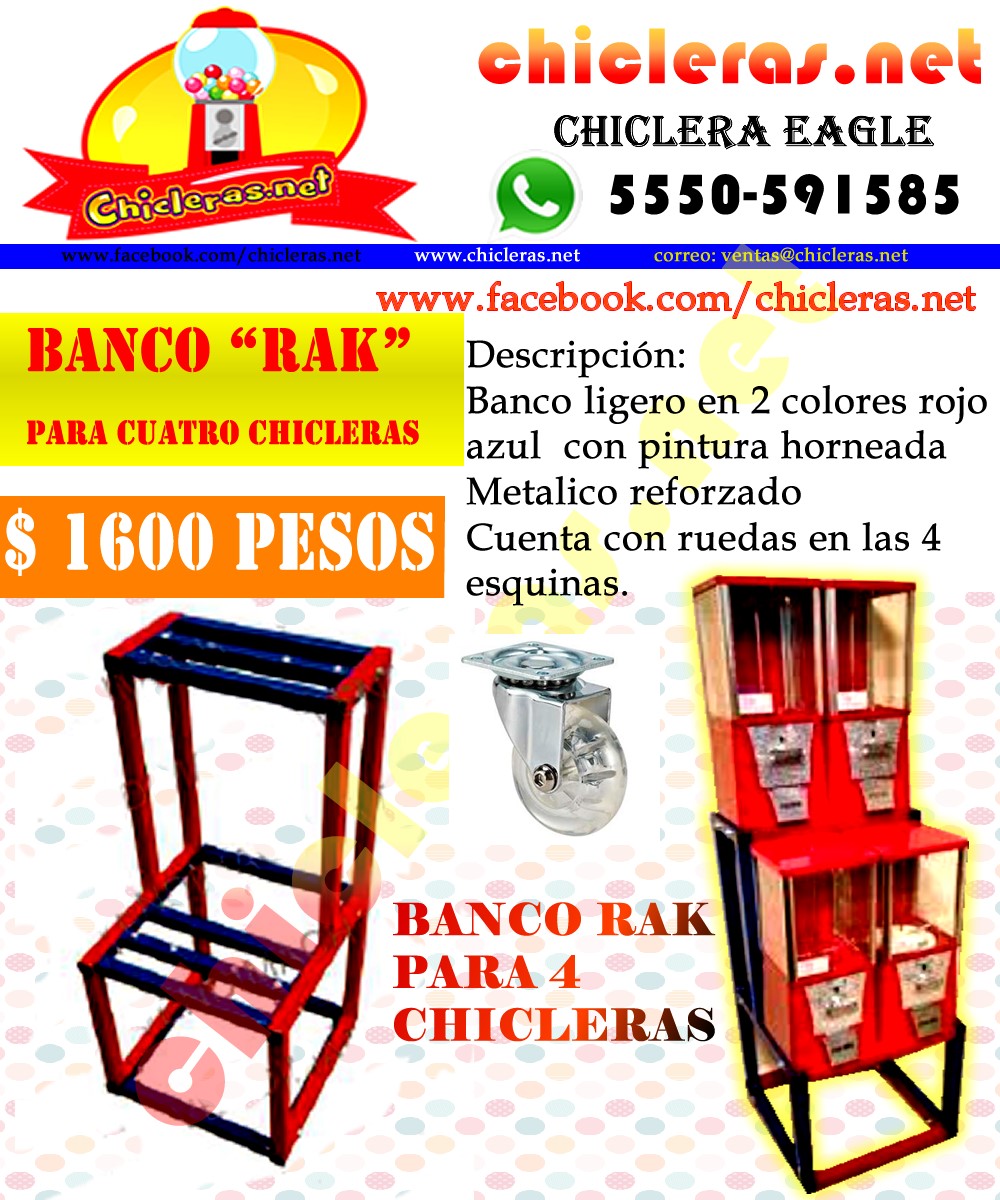 chicleras.net
CHICLERA EAGLE
5550-591585
Chicleras.net
www.facebook.com/chicleras.net www.chicleras.net correo: ventas@chicleras.net
www.facebook.com/chicleras.net
BANCO “RAK”
PARA CUATRO CHICLERAS
$ 1600 PESOS
Descripción:
Banco ligero en 2 colores rojo
azul con pintura horneada
Metalico reforzado
Cuenta con ruedas en las 4
esquinas.
BANCO RAK
PARA 4
CHICLERAS
chicleras.net